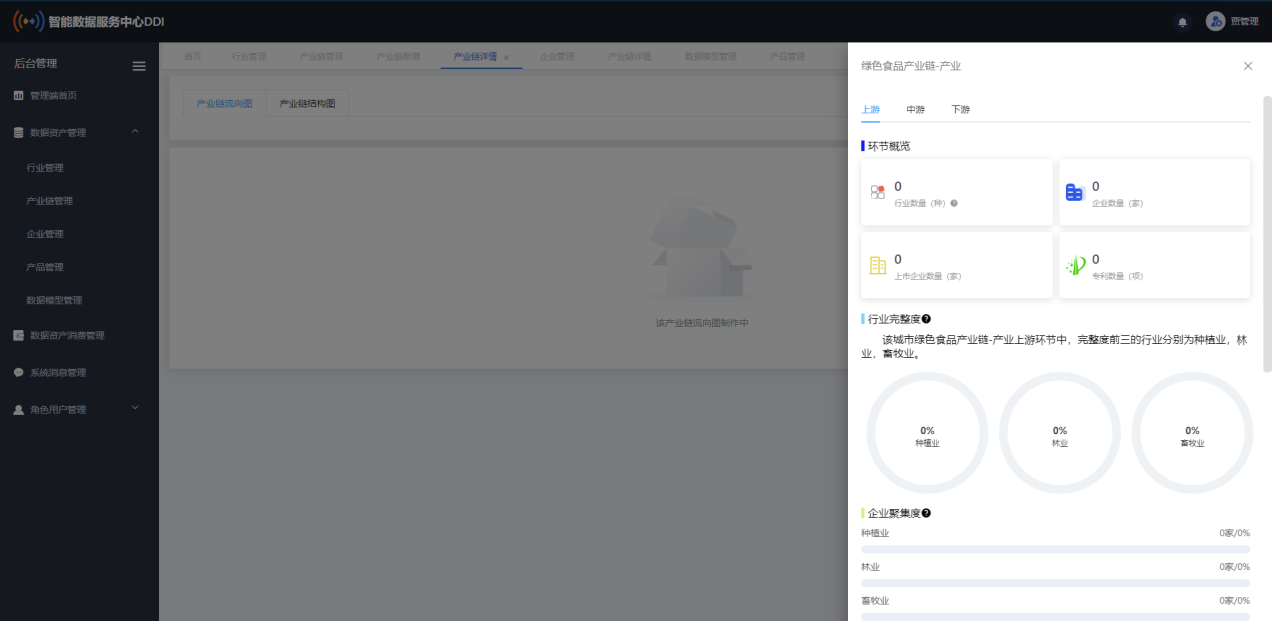 智能数据服务中心DDI
贾管理
后台管理
管理端首页
数据资产管理
行业管理
产业链管理
企业管理
产品管理
数据模型管理
数据资产消费管理
系统消息管理
角色用户管理
首页 行业管理 产业链管理 产业链新增 产业链详情 × 企业管理 产业链详情 数据模型管理 产品管理
产业链流向图 产业链结构图
该产业链流向图制作中
绿色食品产业链-产业
上游 中游 下游
环节概览
0
行业数量（种）
0
企业数量（家）
0
上市企业数量（家）
0
专利数量（项）
行业完整度
该城市绿色食品产业链-产业上游环节中，完整度前三的行业分别为种植业，林
业，畜牧业。
0%
种植业
0%
林业
0%
畜牧业
企业聚集度
种植业 0家/0%
林业 0家/0%
畜牧业 0家/0%